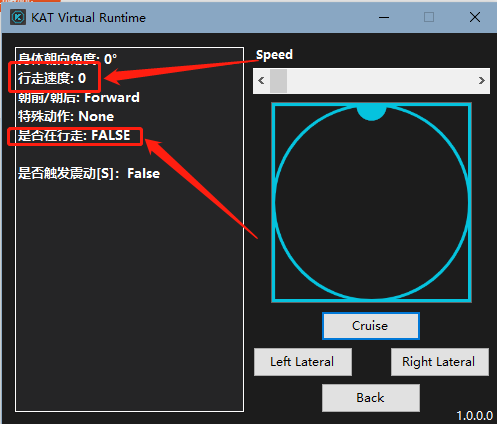 KAT Virtual Runtime
身体朝向角度: 0°
行走速度: 0
朝前/朝后: Forward
特殊动作: None
是否在行走: FALSE
是否触发震动[S]: False
Speed
Cruise
Left Lateral
Right Lateral
Back
1.0.0.0